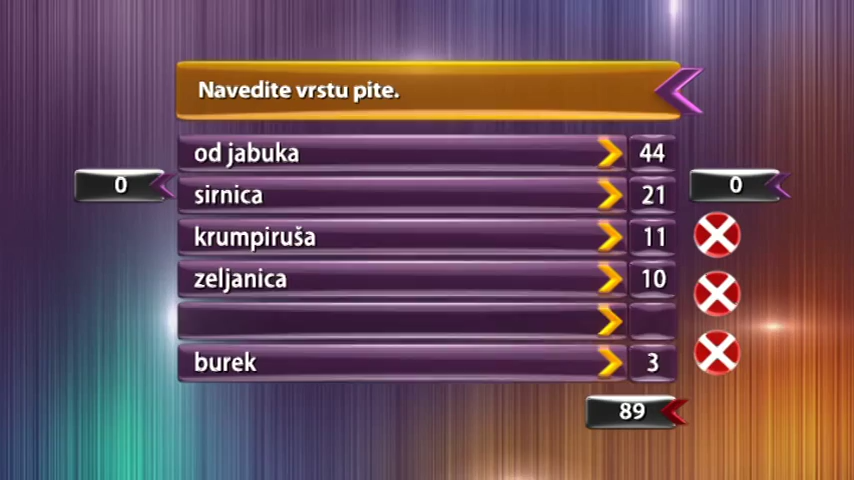 Navedite vrstu pite.
od jabuka 44
0
0
sirnica 21
krumpiruša 11
zeljanica 10
burek 3
89